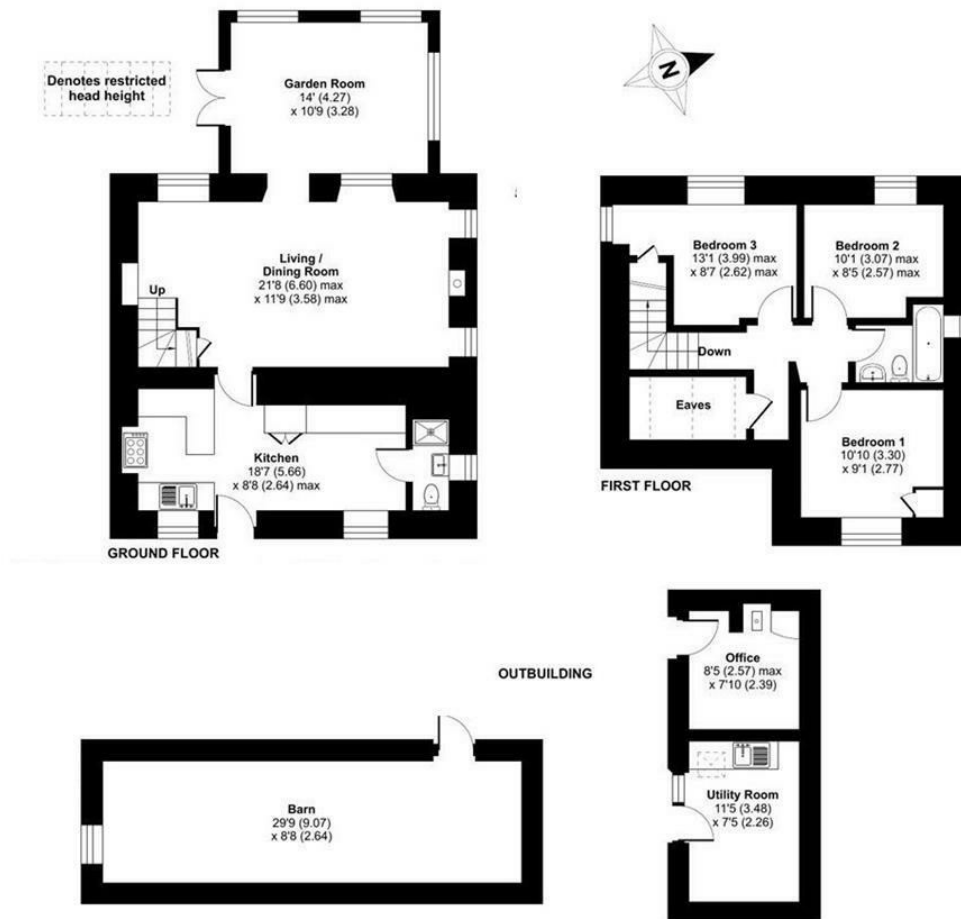 Denotes restricted
head height
Garden Room
14' (4.27)
x 10'9 (3.28)
N
Living /
Dining Room
21'8 (6.60) max
x 11'9 (3.58) max
Up
Kitchen
18'7 (5.66)
x 8'8 (2.64) max
GROUND FLOOR
Bedroom 3
13'1 (3.99) max
x 8'7 (2.62) max
Bedroom 2
10'1 (3.07) max
x 8'5 (2.57) max
Down
Eaves
Bedroom 1
10'10 (3.30)
x 9'1 (2.77)
FIRST FLOOR
OUTBUILDING
Office
8'5 (2.57) max
x 7'10 (2.39)
Utility Room
11'5 (3.48)
x 7'5 (2.26)
Barn
29'9 (9.07)
x 8'8 (2.64)